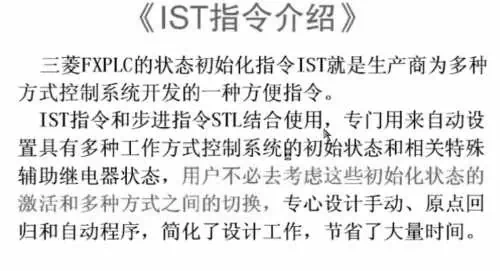 《IST指令介绍》
三菱FXPLC的状态初始化指令IST就是生产商为多种
方式控制系统开发的一种方便指令。
IST指令和步进指令STL结合使用，专门用来自动设
置具有多种工作方式控制系统的初始状态和相关特殊
辅助继电器状态，用户不必去考虑这些初始化状态的
激活和多种方式之间的切换，专心设计手动、原点回
归和自动程序，简化了设计工作，节省了大量时间。